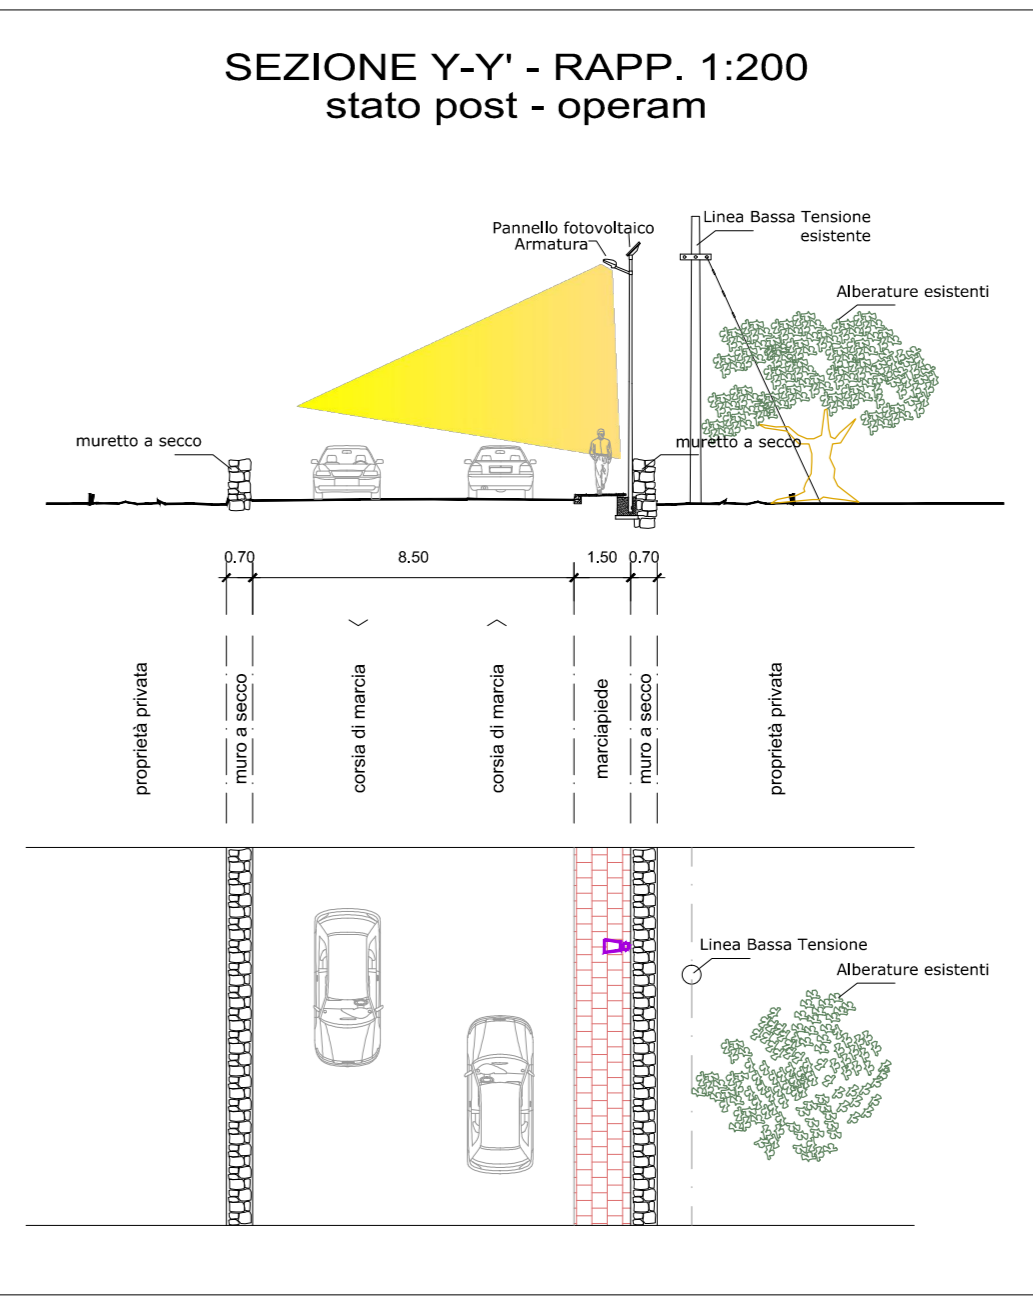 SEZIONE Y-Y' - RAPP. 1:200
stato post - operam
Linea Bassa Tensione
esistente
Pannello fotovoltaico
Armatura
Alberature esistenti
muretto a secco
muretto a secco
0.70
8.50
1.50
0.70
proprietà privata
muro a secco
corsia di marcia
corsia di marcia
marciapiede
muro a secco
proprietà privata
Linea Bassa Tensione
Alberature esistenti